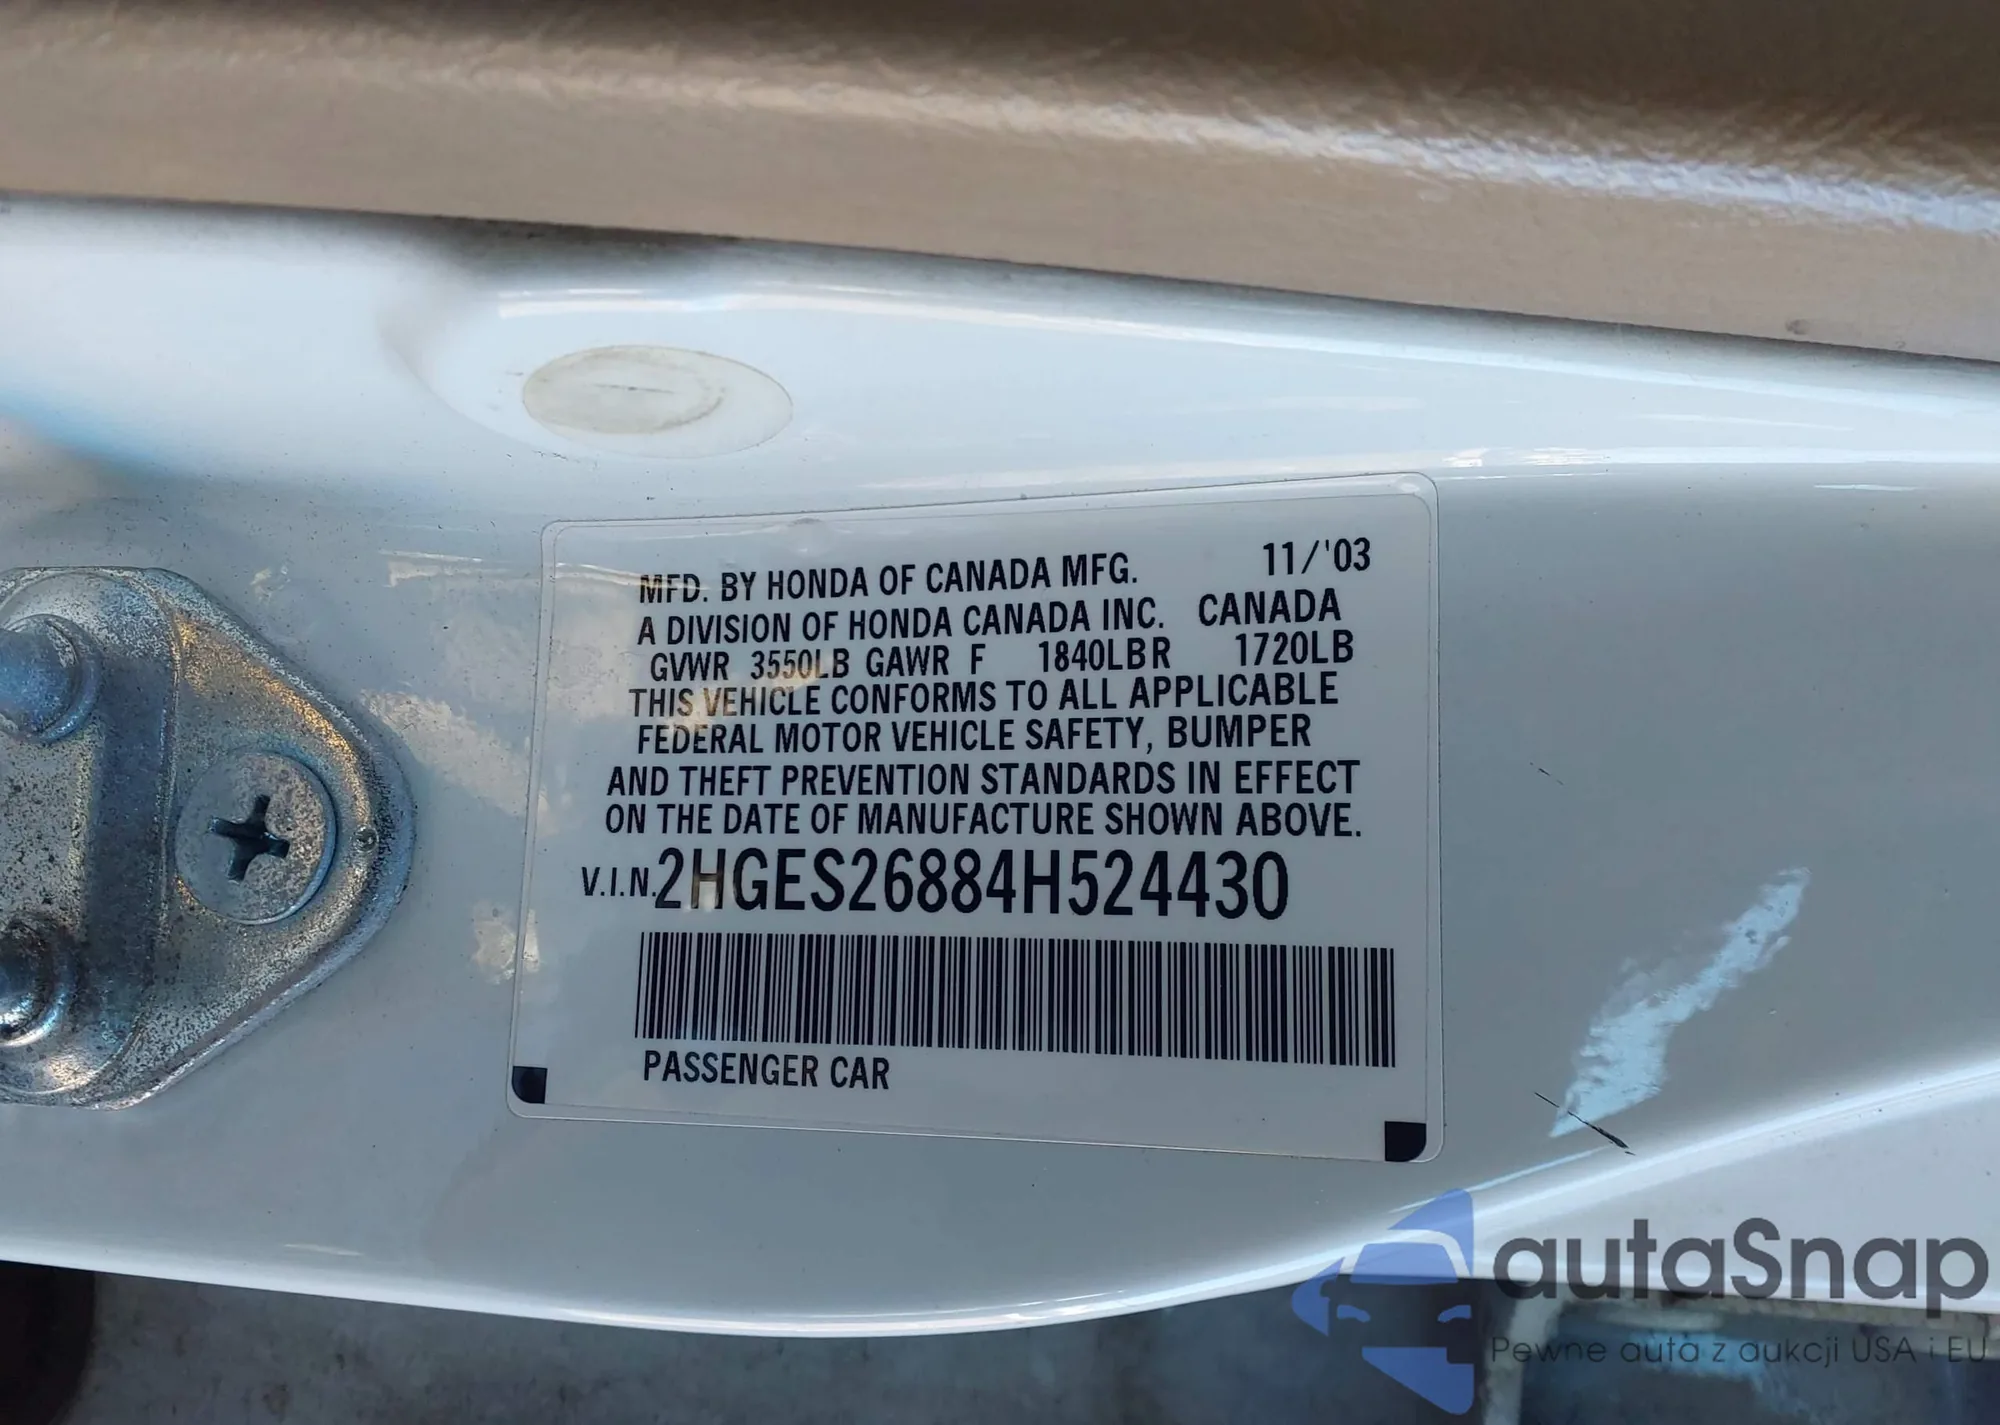 MFD. BY HONDA OF CANADA MFG. 11/'03
A DIVISION OF HONDA CANADA INC. CANADA
GVWR 3550LB GAWR F 1840LBR 1720LB
THIS VEHICLE CONFORMS TO ALL APPLICABLE
FEDERAL MOTOR VEHICLE SAFETY, BUMPER
AND THEFT PREVENTION STANDARDS IN EFFECT
ON THE DATE OF MANUFACTURE SHOWN ABOVE.
V.I.N. 2HGES26884H524430
PASSENGER CAR
autaSnap
Pewne auta z aukcji USA i EU